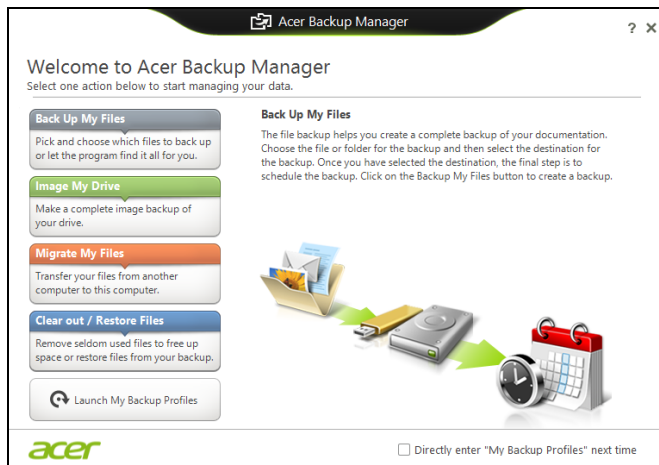 Acer Backup Manager
? X
Welcome to Acer Backup Manager
Select one action below to start managing your data.
Back Up My Files
Pick and choose which files to back up
or let the program find it all for you.
Image My Drive
Make a complete image backup of
your drive.
Migrate My Files
Transfer your files from another
computer to this computer.
Clear out / Restore Files
Remove seldom used files to free up
space or restore files from your backup.
Launch My Backup Profiles
Back Up My Files
The file backup helps you create a complete backup of your documentation.
Choose the file or folder for the backup and then select the destination for
the backup. Once you have selected the destination, the final step is to
schedule the backup. Click on the Backup My Files button to create a backup.
acer
Directly enter "My Backup Profiles" next time